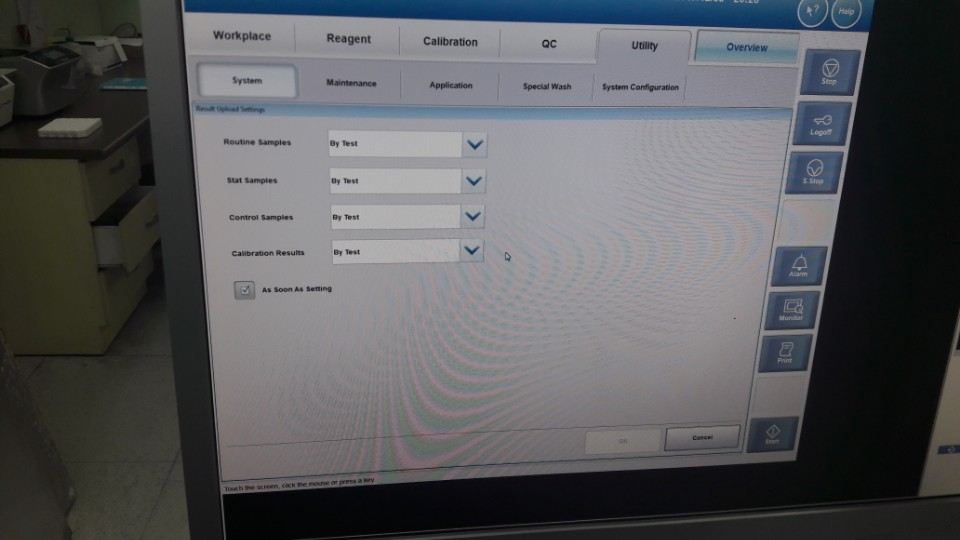 Help
Workplace Reagent Calibration QC Utility Overview
System Maintenance Application Special Wash System Configuration
Result Upload Settings
Routine Samples By Test
Stat Samples By Test
Control Samples By Test
Calibration Results By Test
As Soon As Setting
Stop
Logoff
S.Stop
Alarm
Monitor
Print
Start
OK Cancel
Touch the screen, click the mouse or press a key